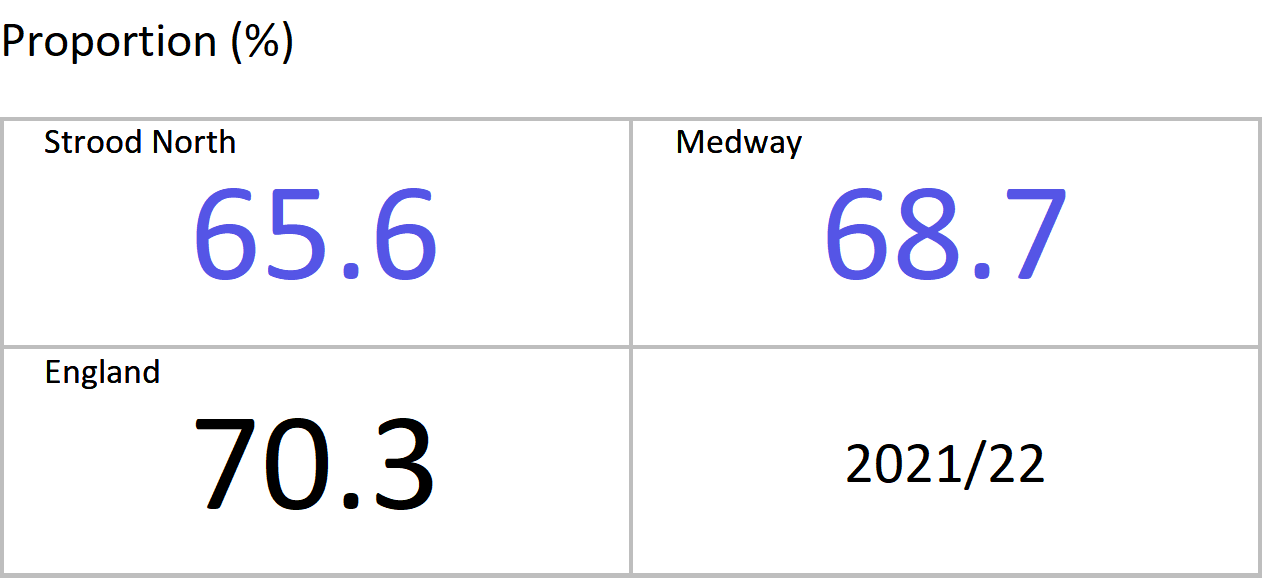 Proportion (%)
Strood North
65.6
Medway
68.7
England
70.3
2021/22